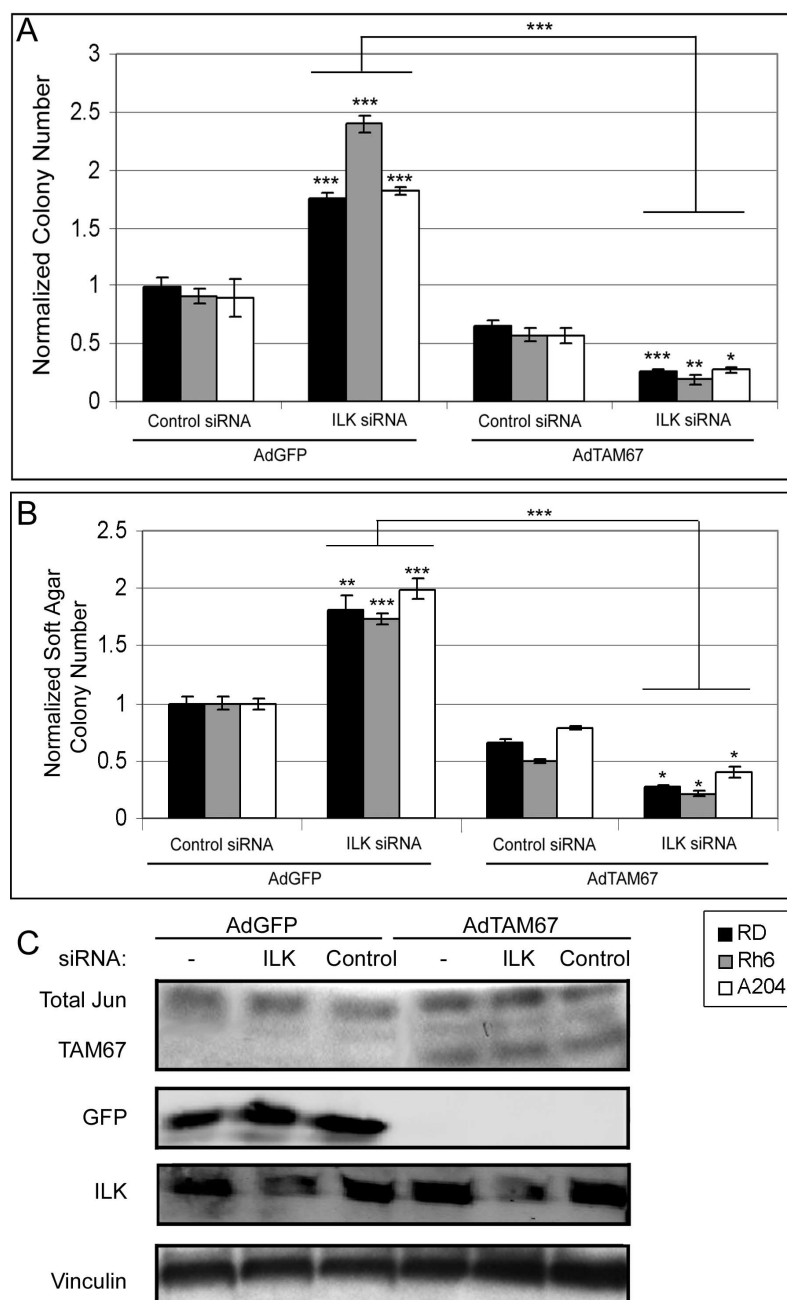 A
Normalized Colony Number
3
2.5
2
1.5
1
0.5
0
***
***
***
***
***
**
*
Control siRNA
ILK siRNA
Control siRNA
ILK siRNA
AdGFP
AdTAM67
B
Normalized Soft Agar
Colony Number
2.5
2
1.5
1
0.5
0
***
**
***
***
*
*
*
Control siRNA
ILK siRNA
Control siRNA
ILK siRNA
AdGFP
AdTAM67
RD
Rh6
A204
C
AdGFP
AdTAM67
siRNA:
- ILK Control - ILK Control
Total Jun
TAM67
GFP
ILK
Vinculin